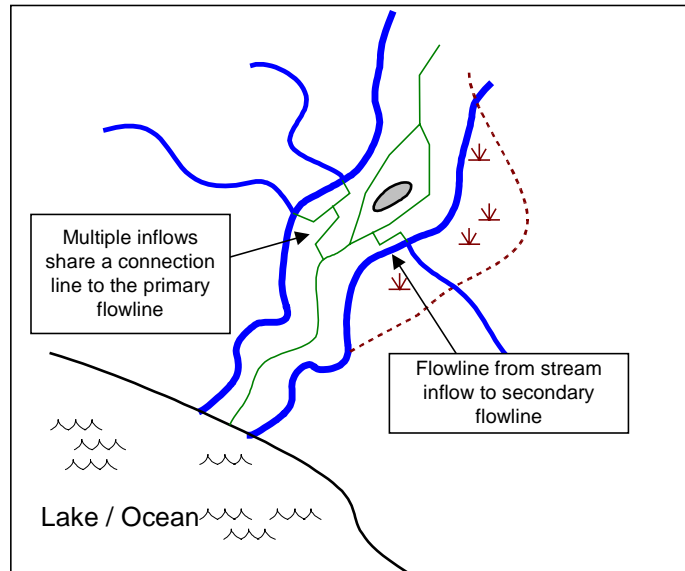 Multiple inflows
share a connection
line to the primary
flowline
Flowline from stream
inflow to secondary
flowline
Lake / Ocean